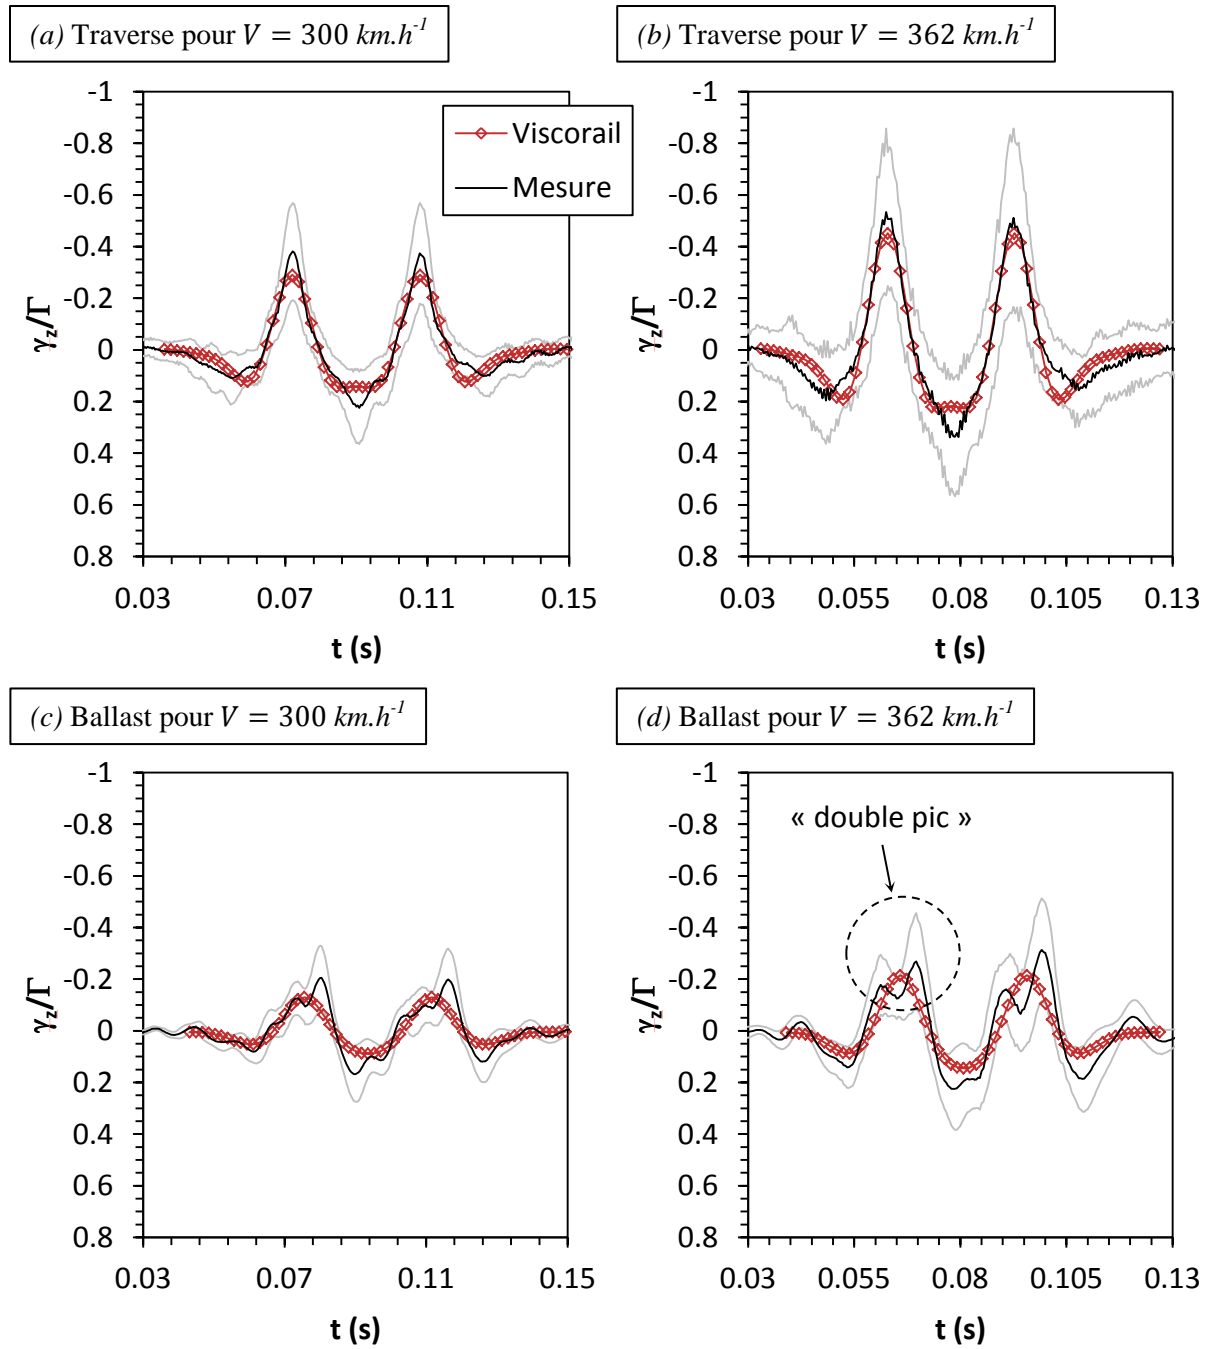 (a) Traverse pour V = 300 km.h⁻¹
(b) Traverse pour V = 362 km.h⁻¹
-1
-0.8
-0.6
-0.4
-0.2
0
0.2
0.4
0.6
0.8
γz/Γ
0.03 0.07 0.11 0.15
t (s)
Viscorail
Mesure
-1
-0.8
-0.6
-0.4
-0.2
0
0.2
0.4
0.6
0.8
γz/Γ
0.03 0.055 0.08 0.105 0.13
t (s)
(c) Ballast pour V = 300 km.h⁻¹
(d) Ballast pour V = 362 km.h⁻¹
-1
-0.8
-0.6
-0.4
-0.2
0
0.2
0.4
0.6
0.8
γz/Γ
0.03 0.07 0.11 0.15
t (s)
-1
-0.8
-0.6
-0.4
-0.2
0
0.2
0.4
0.6
0.8
γz/Γ
« double pic »
0.03 0.055 0.08 0.105 0.13
t (s)